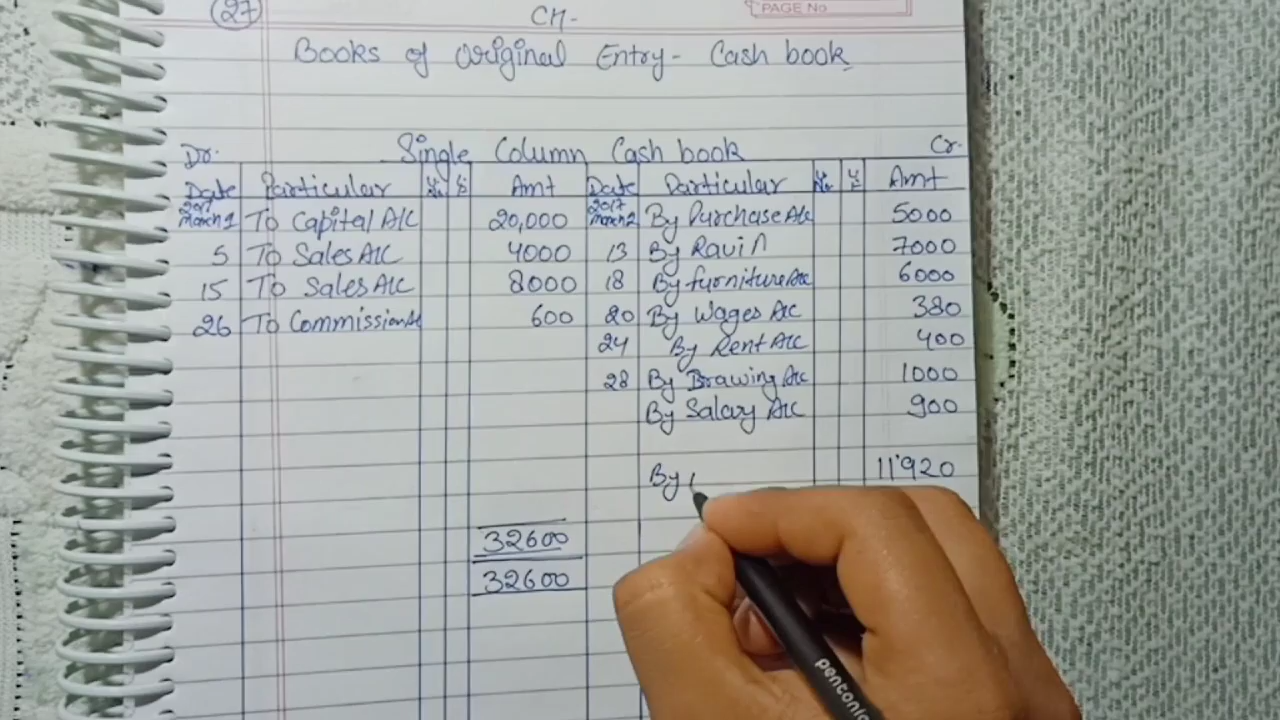 27
CH-
PAGE No
Books of Original Entry - Cash book
Single Column Cash book
Dr. Cr.
Date Particular Amt Date Particular Amt
2017 March 1 To Capital A/c 20,000 2017 March 2 By Purchase A/c 5000
5 To Sales A/c 4000 13 By Ravi 7000
15 To Sales A/c 8000 18 By furniture A/c 6000
26 To Commission A/c 600 20 By Wages A/c 380
24 By Rent A/c 400
28 By Drawing A/c 1000
By Salary A/c 900
By 11920
32600
32600
penconic